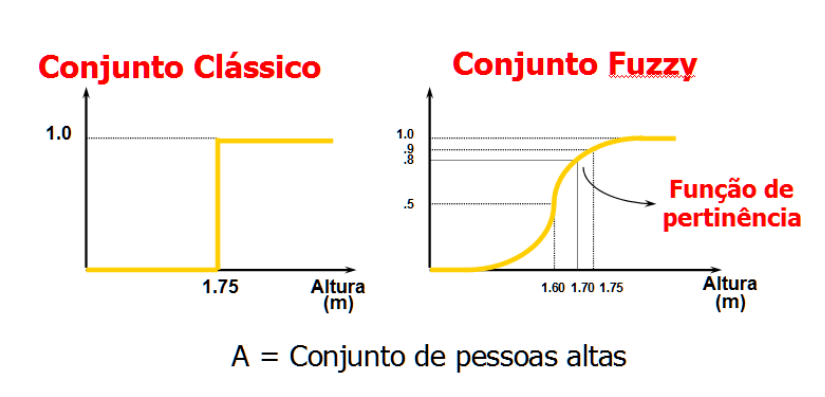 Conjunto Clássico
1.0
1.75
Altura
(m)
Conjunto Fuzzy
1.0
.9
.8
.5
1.60 1.70 1.75
Altura
(m)
Função de
pertinência
A = Conjunto de pessoas altas